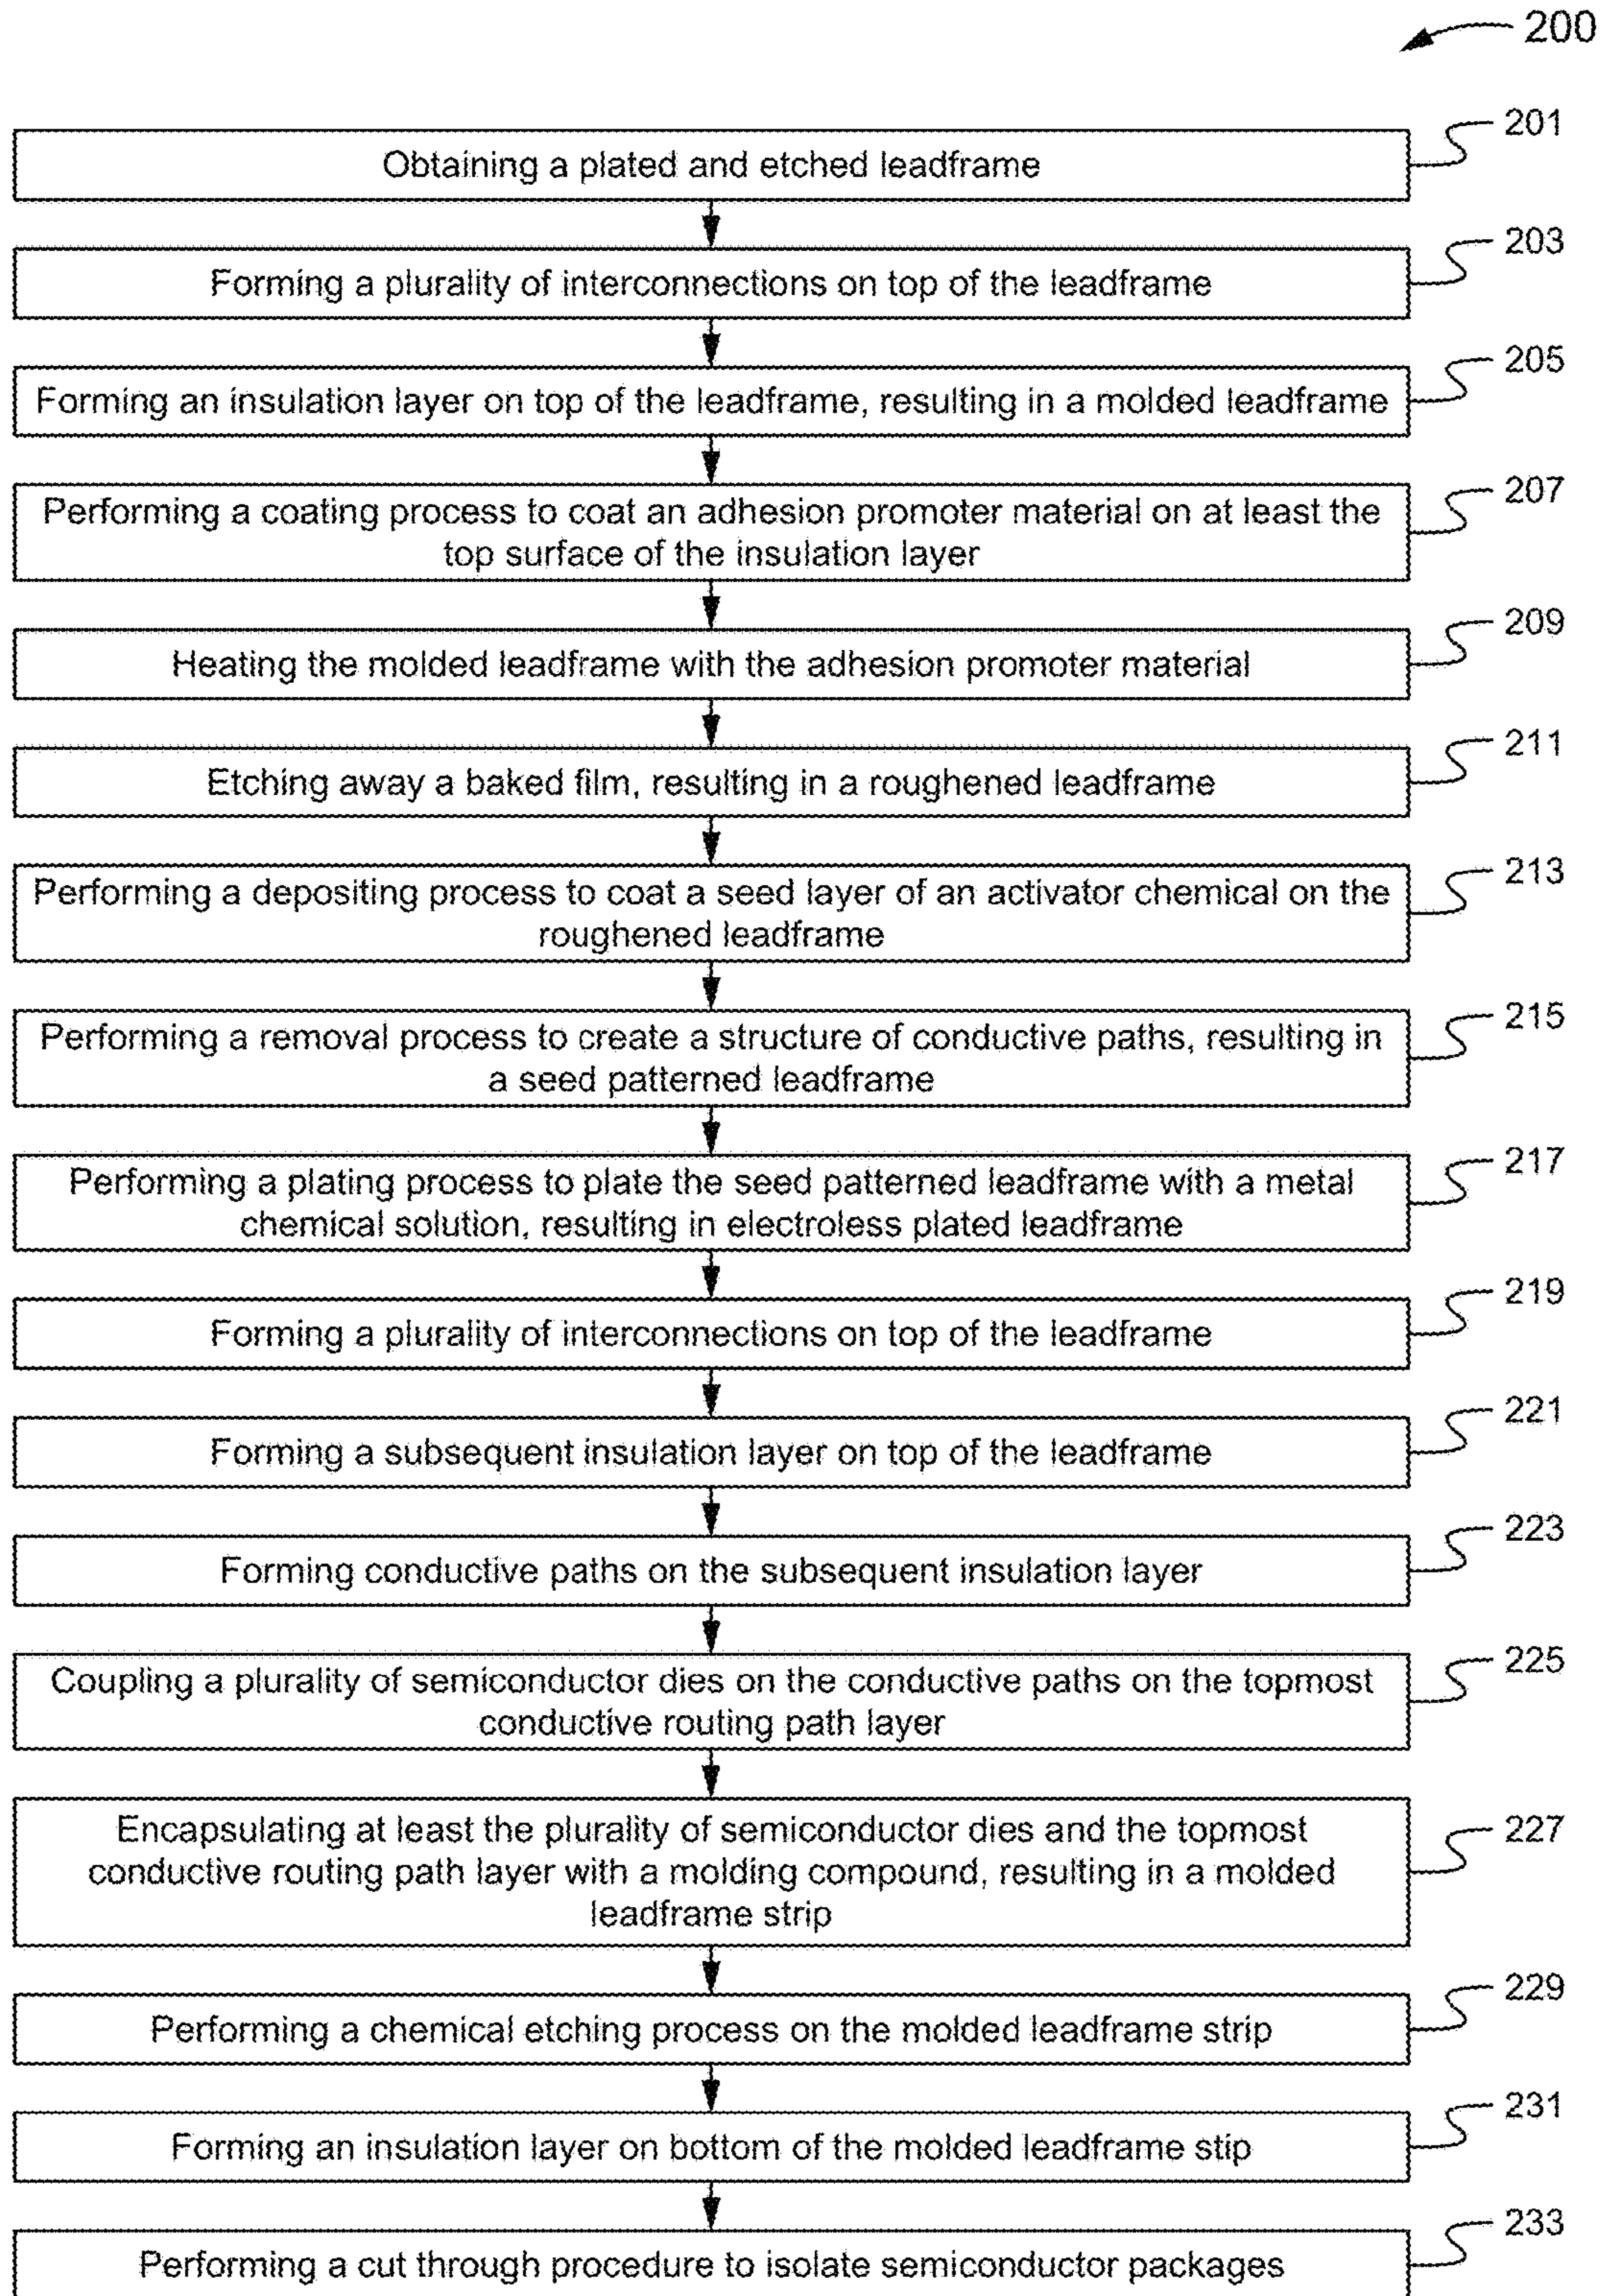 200
201
Obtaining a plated and etched leadframe
203
Forming a plurality of interconnections on top of the leadframe
205
Forming an insulation layer on top of the leadframe, resulting in a molded leadframe
207
Performing a coating process to coat an adhesion promoter material on at least the
top surface of the insulation layer
209
Heating the molded leadframe with the adhesion promoter material
211
Etching away a baked film, resulting in a roughened leadframe
213
Performing a depositing process to coat a seed layer of an activator chemical on the
roughened leadframe
215
Performing a removal process to create a structure of conductive paths, resulting in
a seed patterned leadframe
217
Performing a plating process to plate the seed patterned leadframe with a metal
chemical solution, resulting in electroless plated leadframe
219
Forming a plurality of interconnections on top of the leadframe
221
Forming a subsequent insulation layer on top of the leadframe
223
Forming conductive paths on the subsequent insulation layer
225
Coupling a plurality of semiconductor dies on the conductive paths on the topmost
conductive routing path layer
227
Encapsulating at least the plurality of semiconductor dies and the topmost
conductive routing path layer with a molding compound, resulting in a molded
leadframe strip
229
Performing a chemical etching process on the molded leadframe strip
231
Forming an insulation layer on bottom of the molded leadframe stip
233
Performing a cut through procedure to isolate semiconductor packages